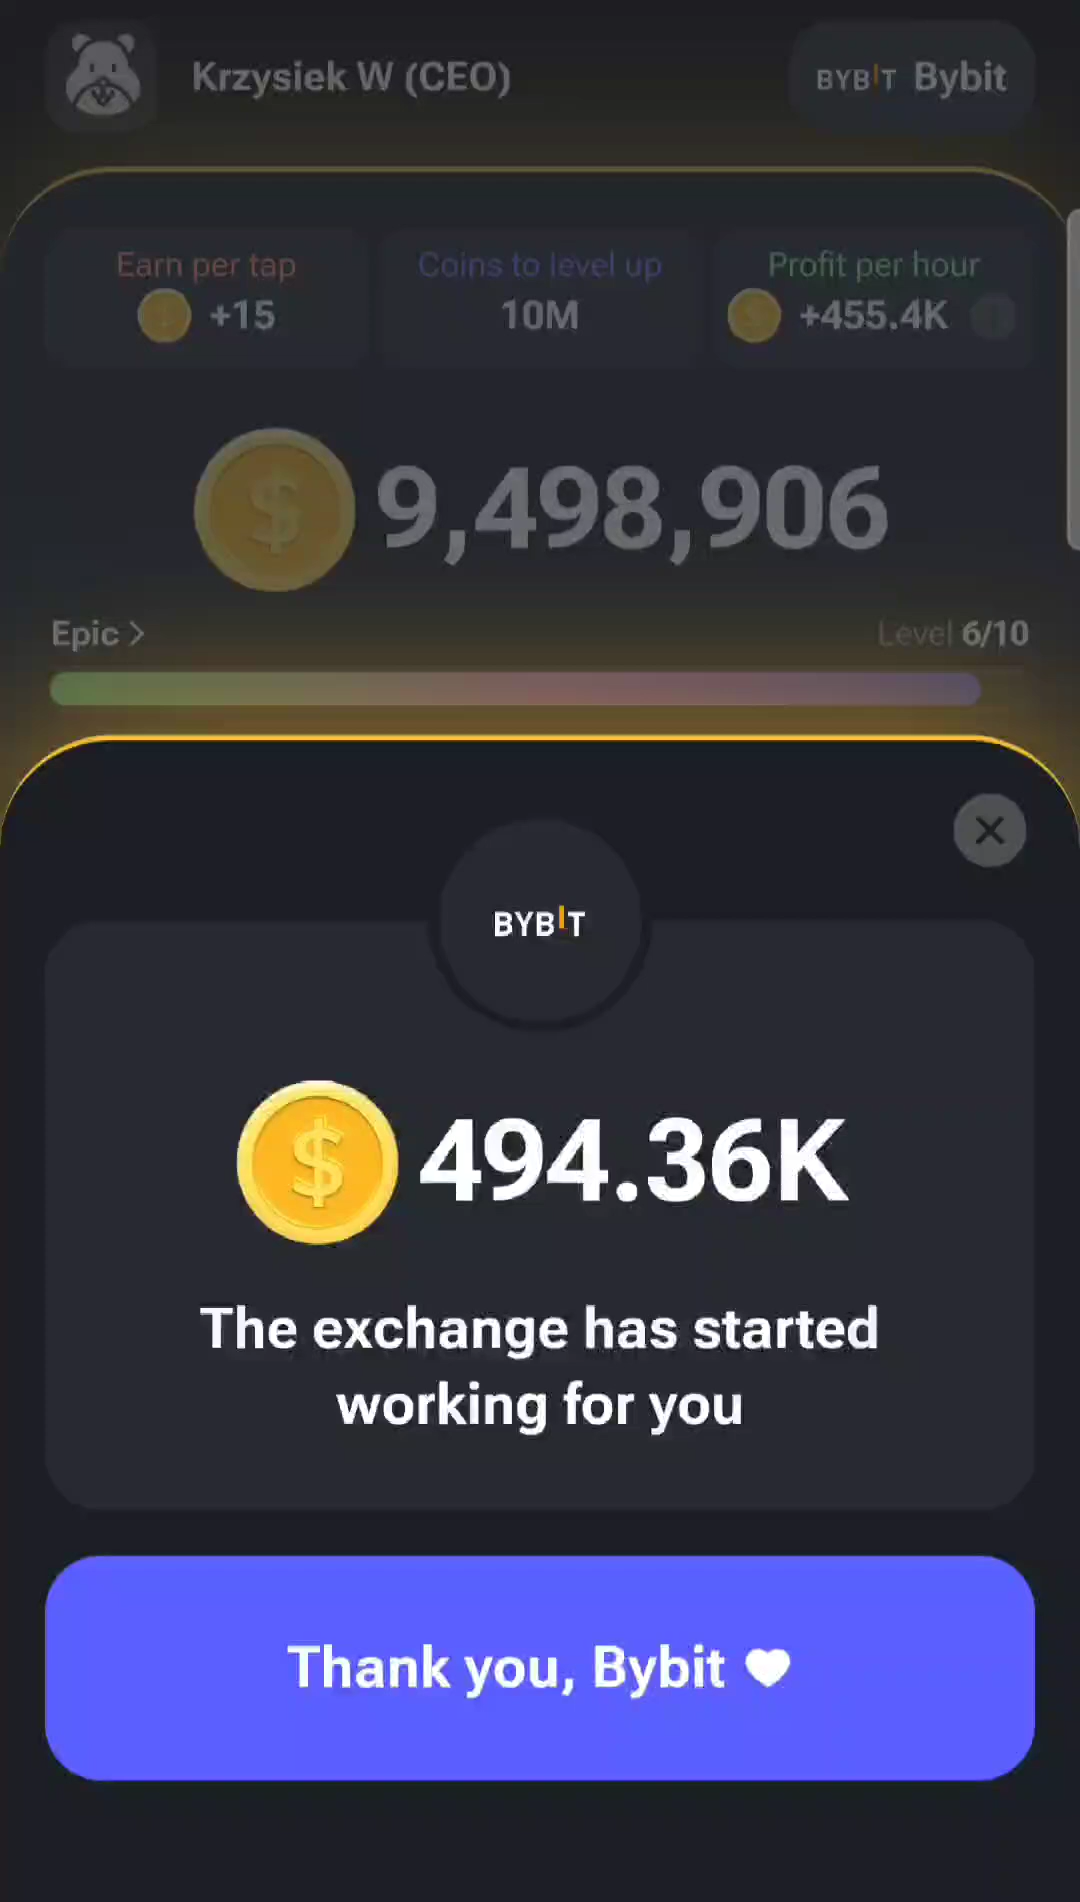 Krzysiek W (CEO)
BYBIT Bybit
Earn per tap
+15
Coins to level up
10M
Profit per hour
+455.4K
$ 9,498,906
Epic >
Level 6/10
BYBIT
$ 494.36K
The exchange has started
working for you
Thank you, Bybit